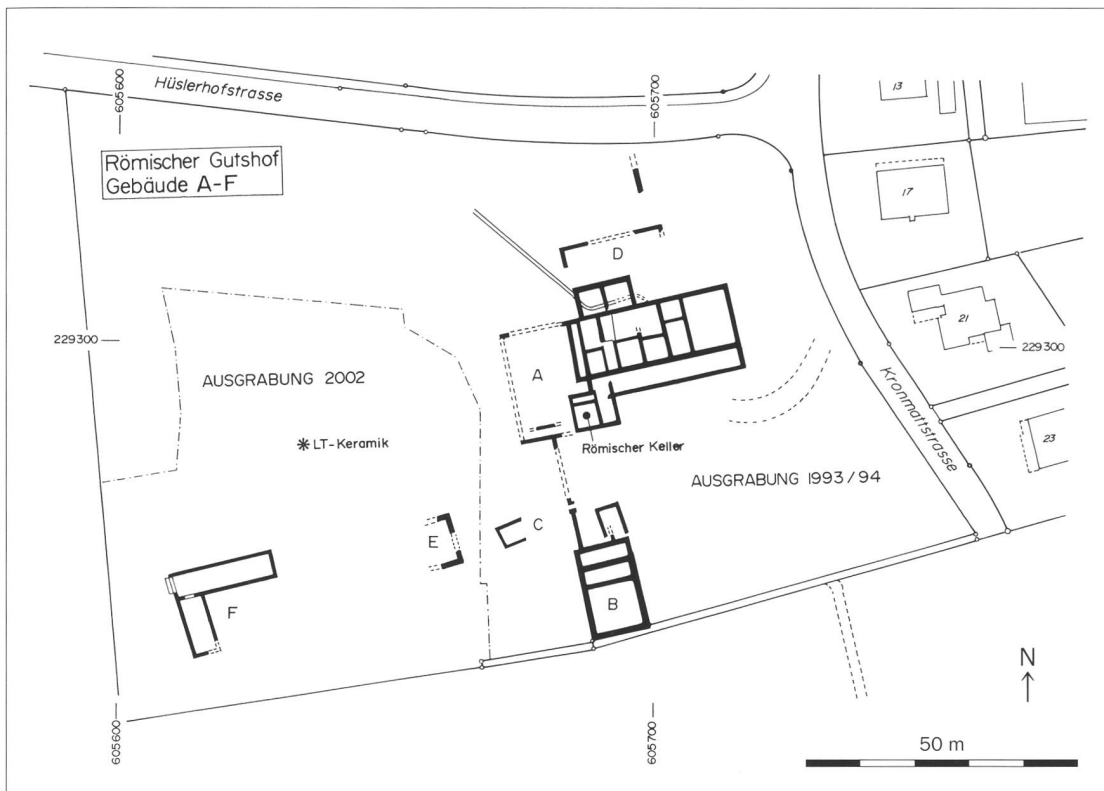 Hüslerhofstrasse
605600
605700
13
Römischer Gutshof
Gebäude A-F
17
D
21
229300
229300
A
AUSGRABUNG 2002
Kronmattstrasse
✳ LT-Keramik
Römischer Keller
23
AUSGRABUNG 1993/94
C
E
B
F
N
605600
605700
50 m